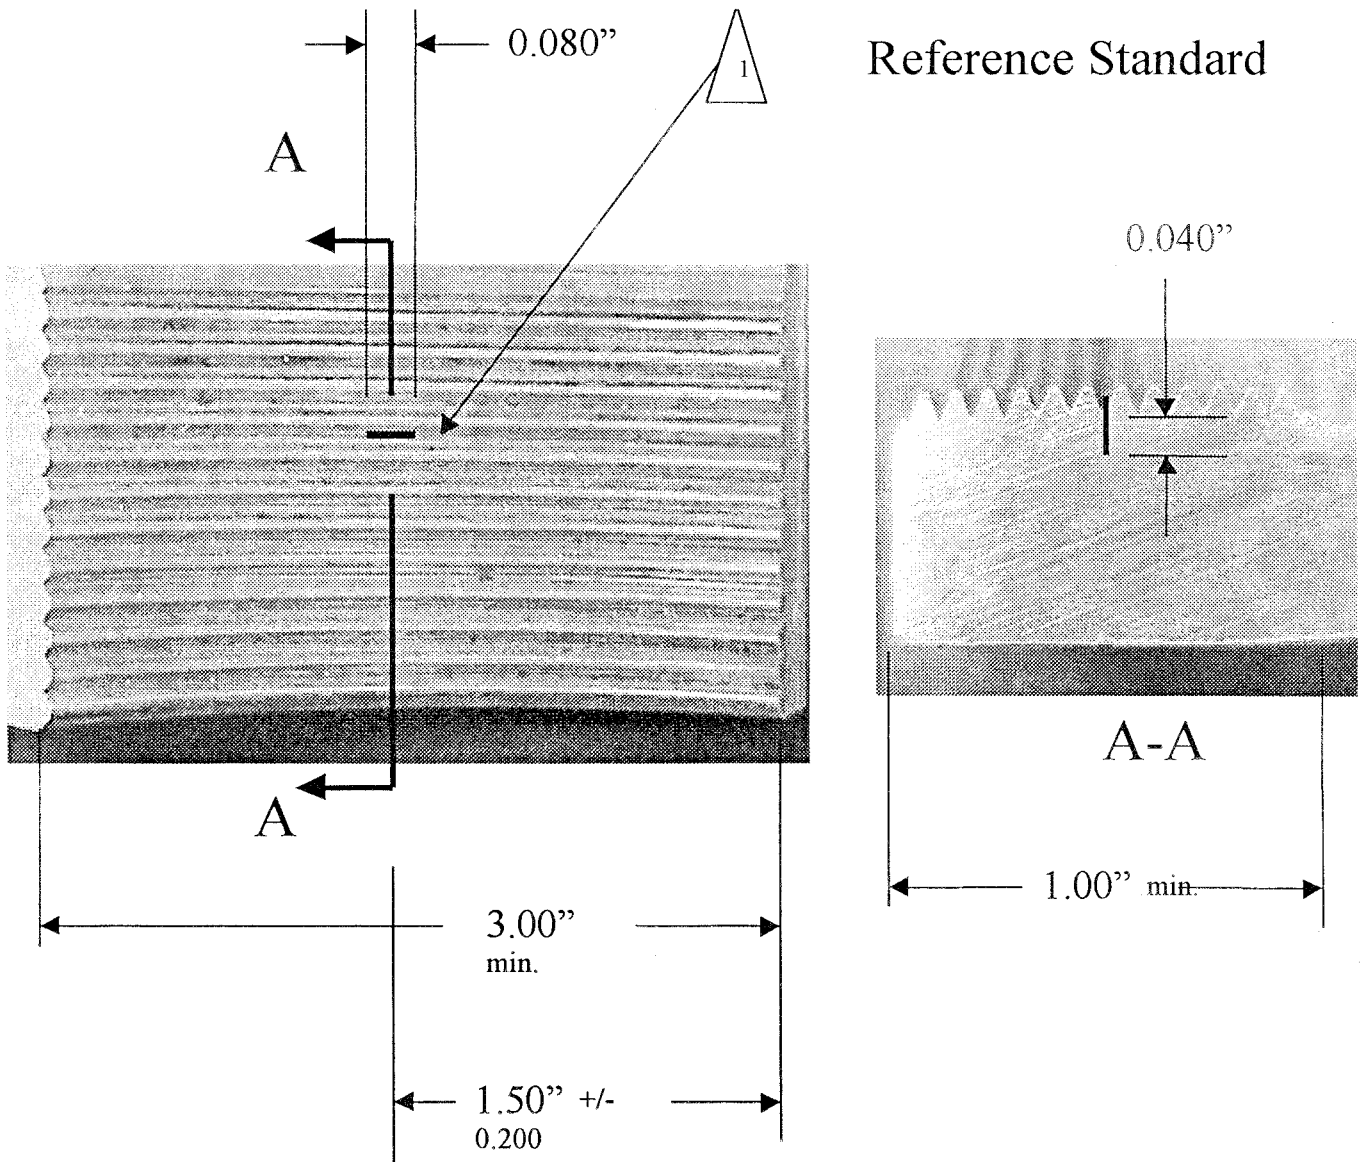 0.080”
1
Reference Standard
A
0.040”
A-A
A
1.00” min.
3.00”
min.
1.50” +/-
0.200